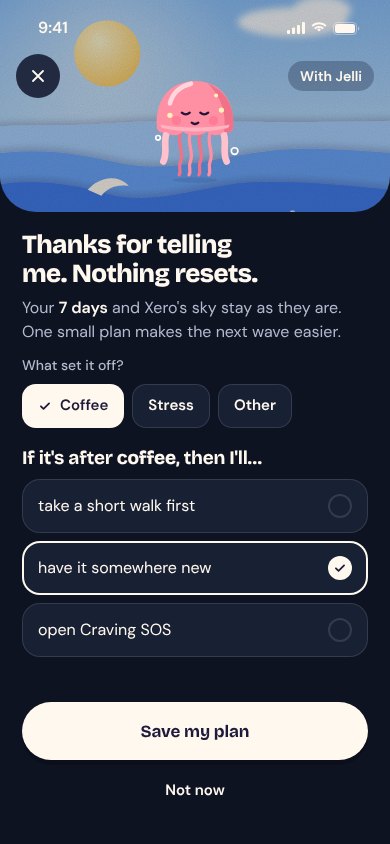 9:41
With Jelli
Thanks for telling
me. Nothing resets.
Your 7 days and Xero's sky stay as they are.
One small plan makes the next wave easier.
What set it off?
Coffee
Stress
Other
If it's after coffee, then I'll...
take a short walk first
have it somewhere new
open Craving SOS
Save my plan
Not now